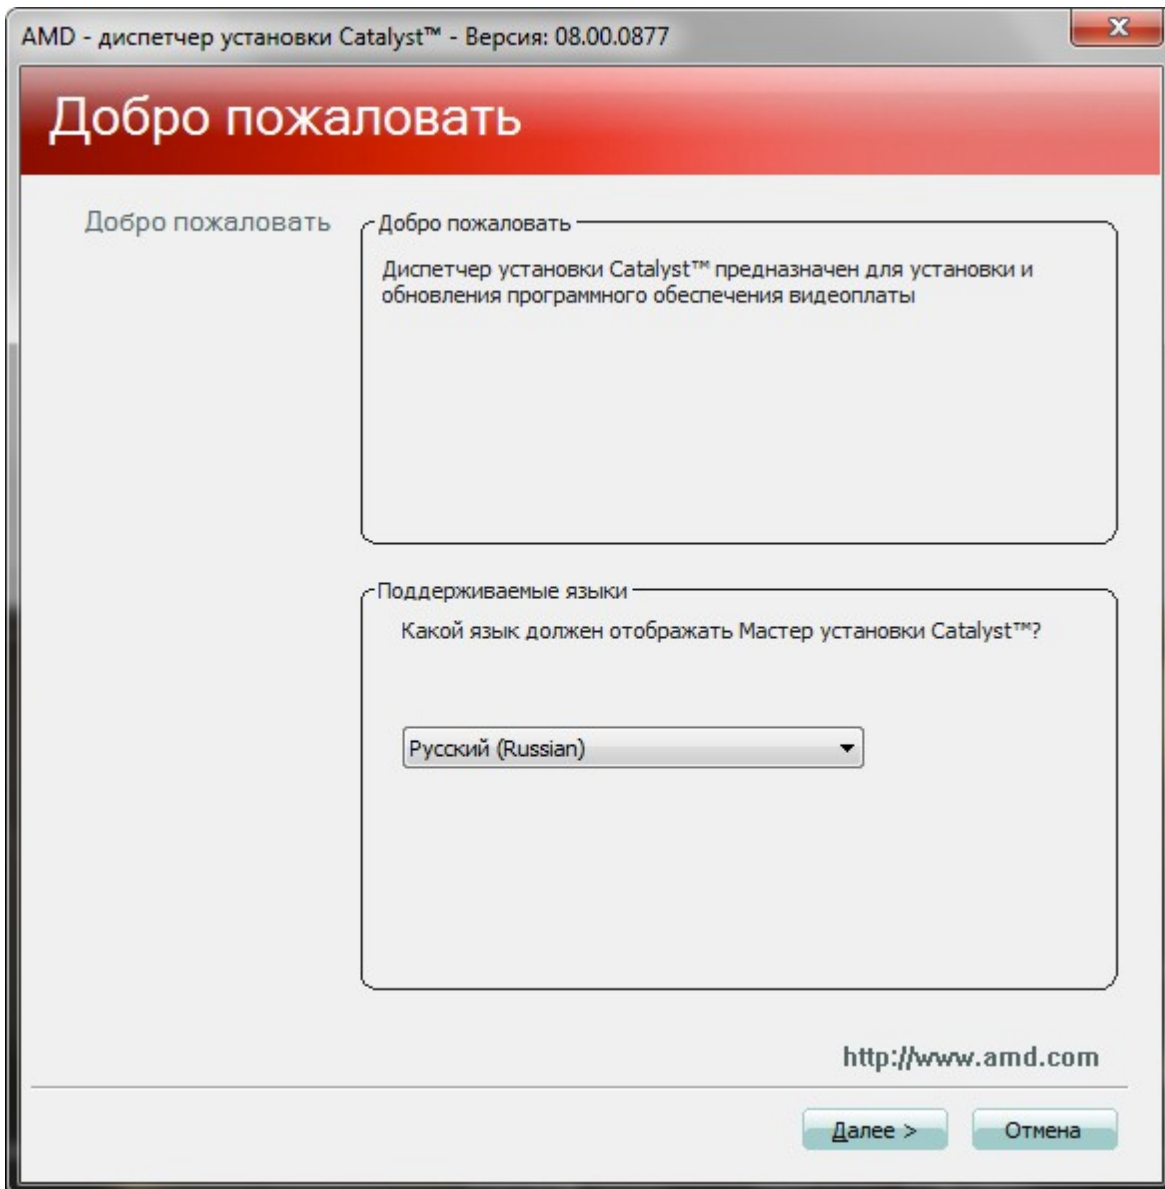 AMD - диспетчер установки Catalyst™ - Версия: 08.00.0877
X
Добро пожаловать
Добро пожаловать
Добро пожаловать
Диспетчер установки Catalyst™ предназначен для установки и
обновления программного обеспечения видеоплаты
Поддерживаемые языки
Какой язык должен отображать Мастер установки Catalyst™?
Русский (Russian)
http://www.amd.com
Далее >
Отмена